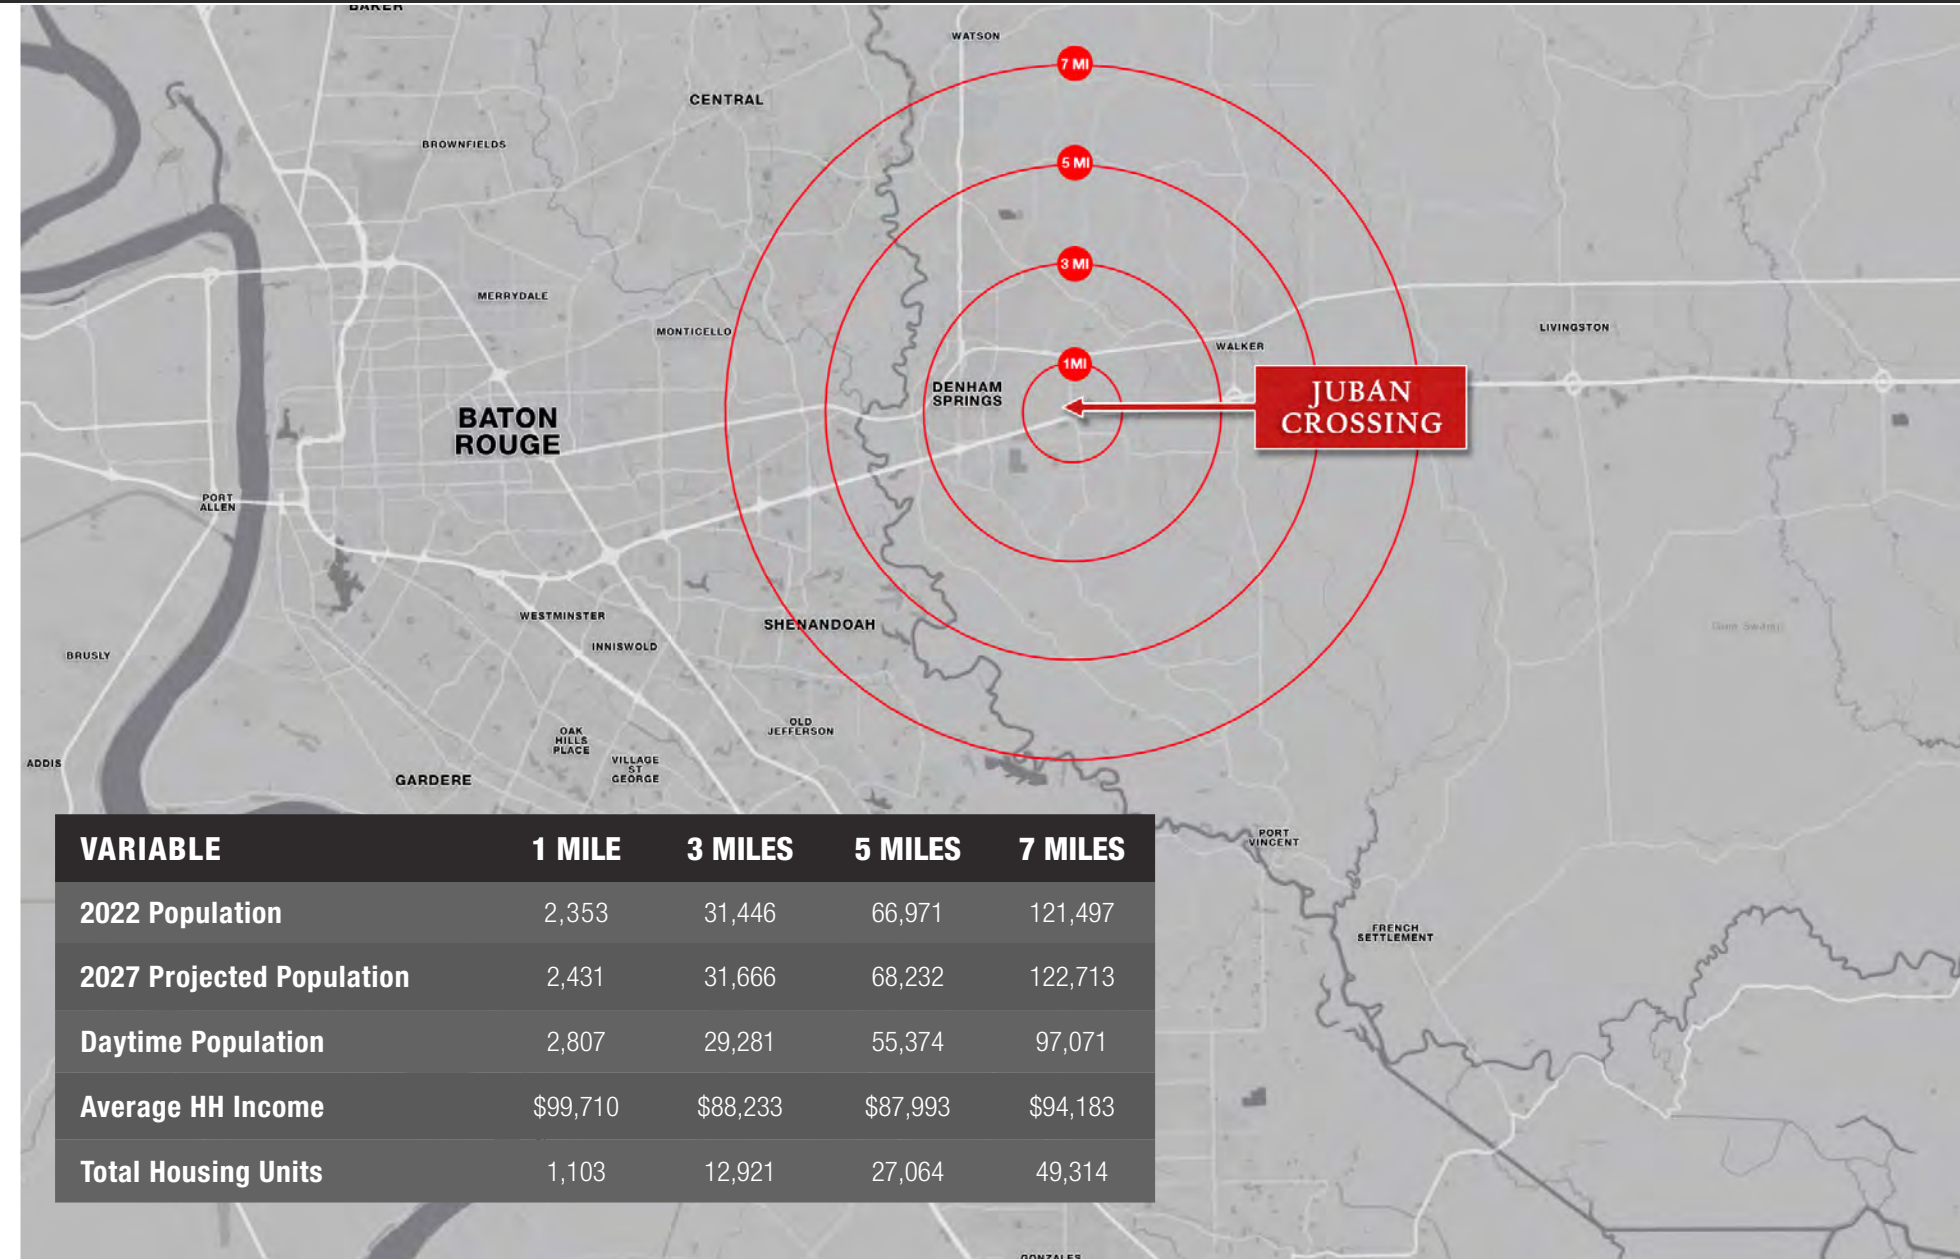 BAKER
WATSON
7 MI
CENTRAL
BROWNFIELDS
5 MI
3 MI
MERRYDALE
MONTICELLO
LIVINGSTON
WALKER
1MI
DENHAM
SPRINGS
JUBAN
CROSSING
BATON
ROUGE
PORT
ALLEN
WESTMINSTER
SHENANDOAH
INNISWOLD
BRUSLY
OLD
JEFFERSON
OAK
HILLS
PLACE
VILLAGE
ST
GEORGE
ADDIS
GARDERE
PORT
VINCENT
FRENCH
SETTLEMENT
VARIABLE 1 MILE 3 MILES 5 MILES 7 MILES
2022 Population 2,353 31,446 66,971 121,497
2027 Projected Population 2,431 31,666 68,232 122,713
Daytime Population 2,807 29,281 55,374 97,071
Average HH Income $99,710 $88,233 $87,993 $94,183
Total Housing Units 1,103 12,921 27,064 49,314
GONZALES